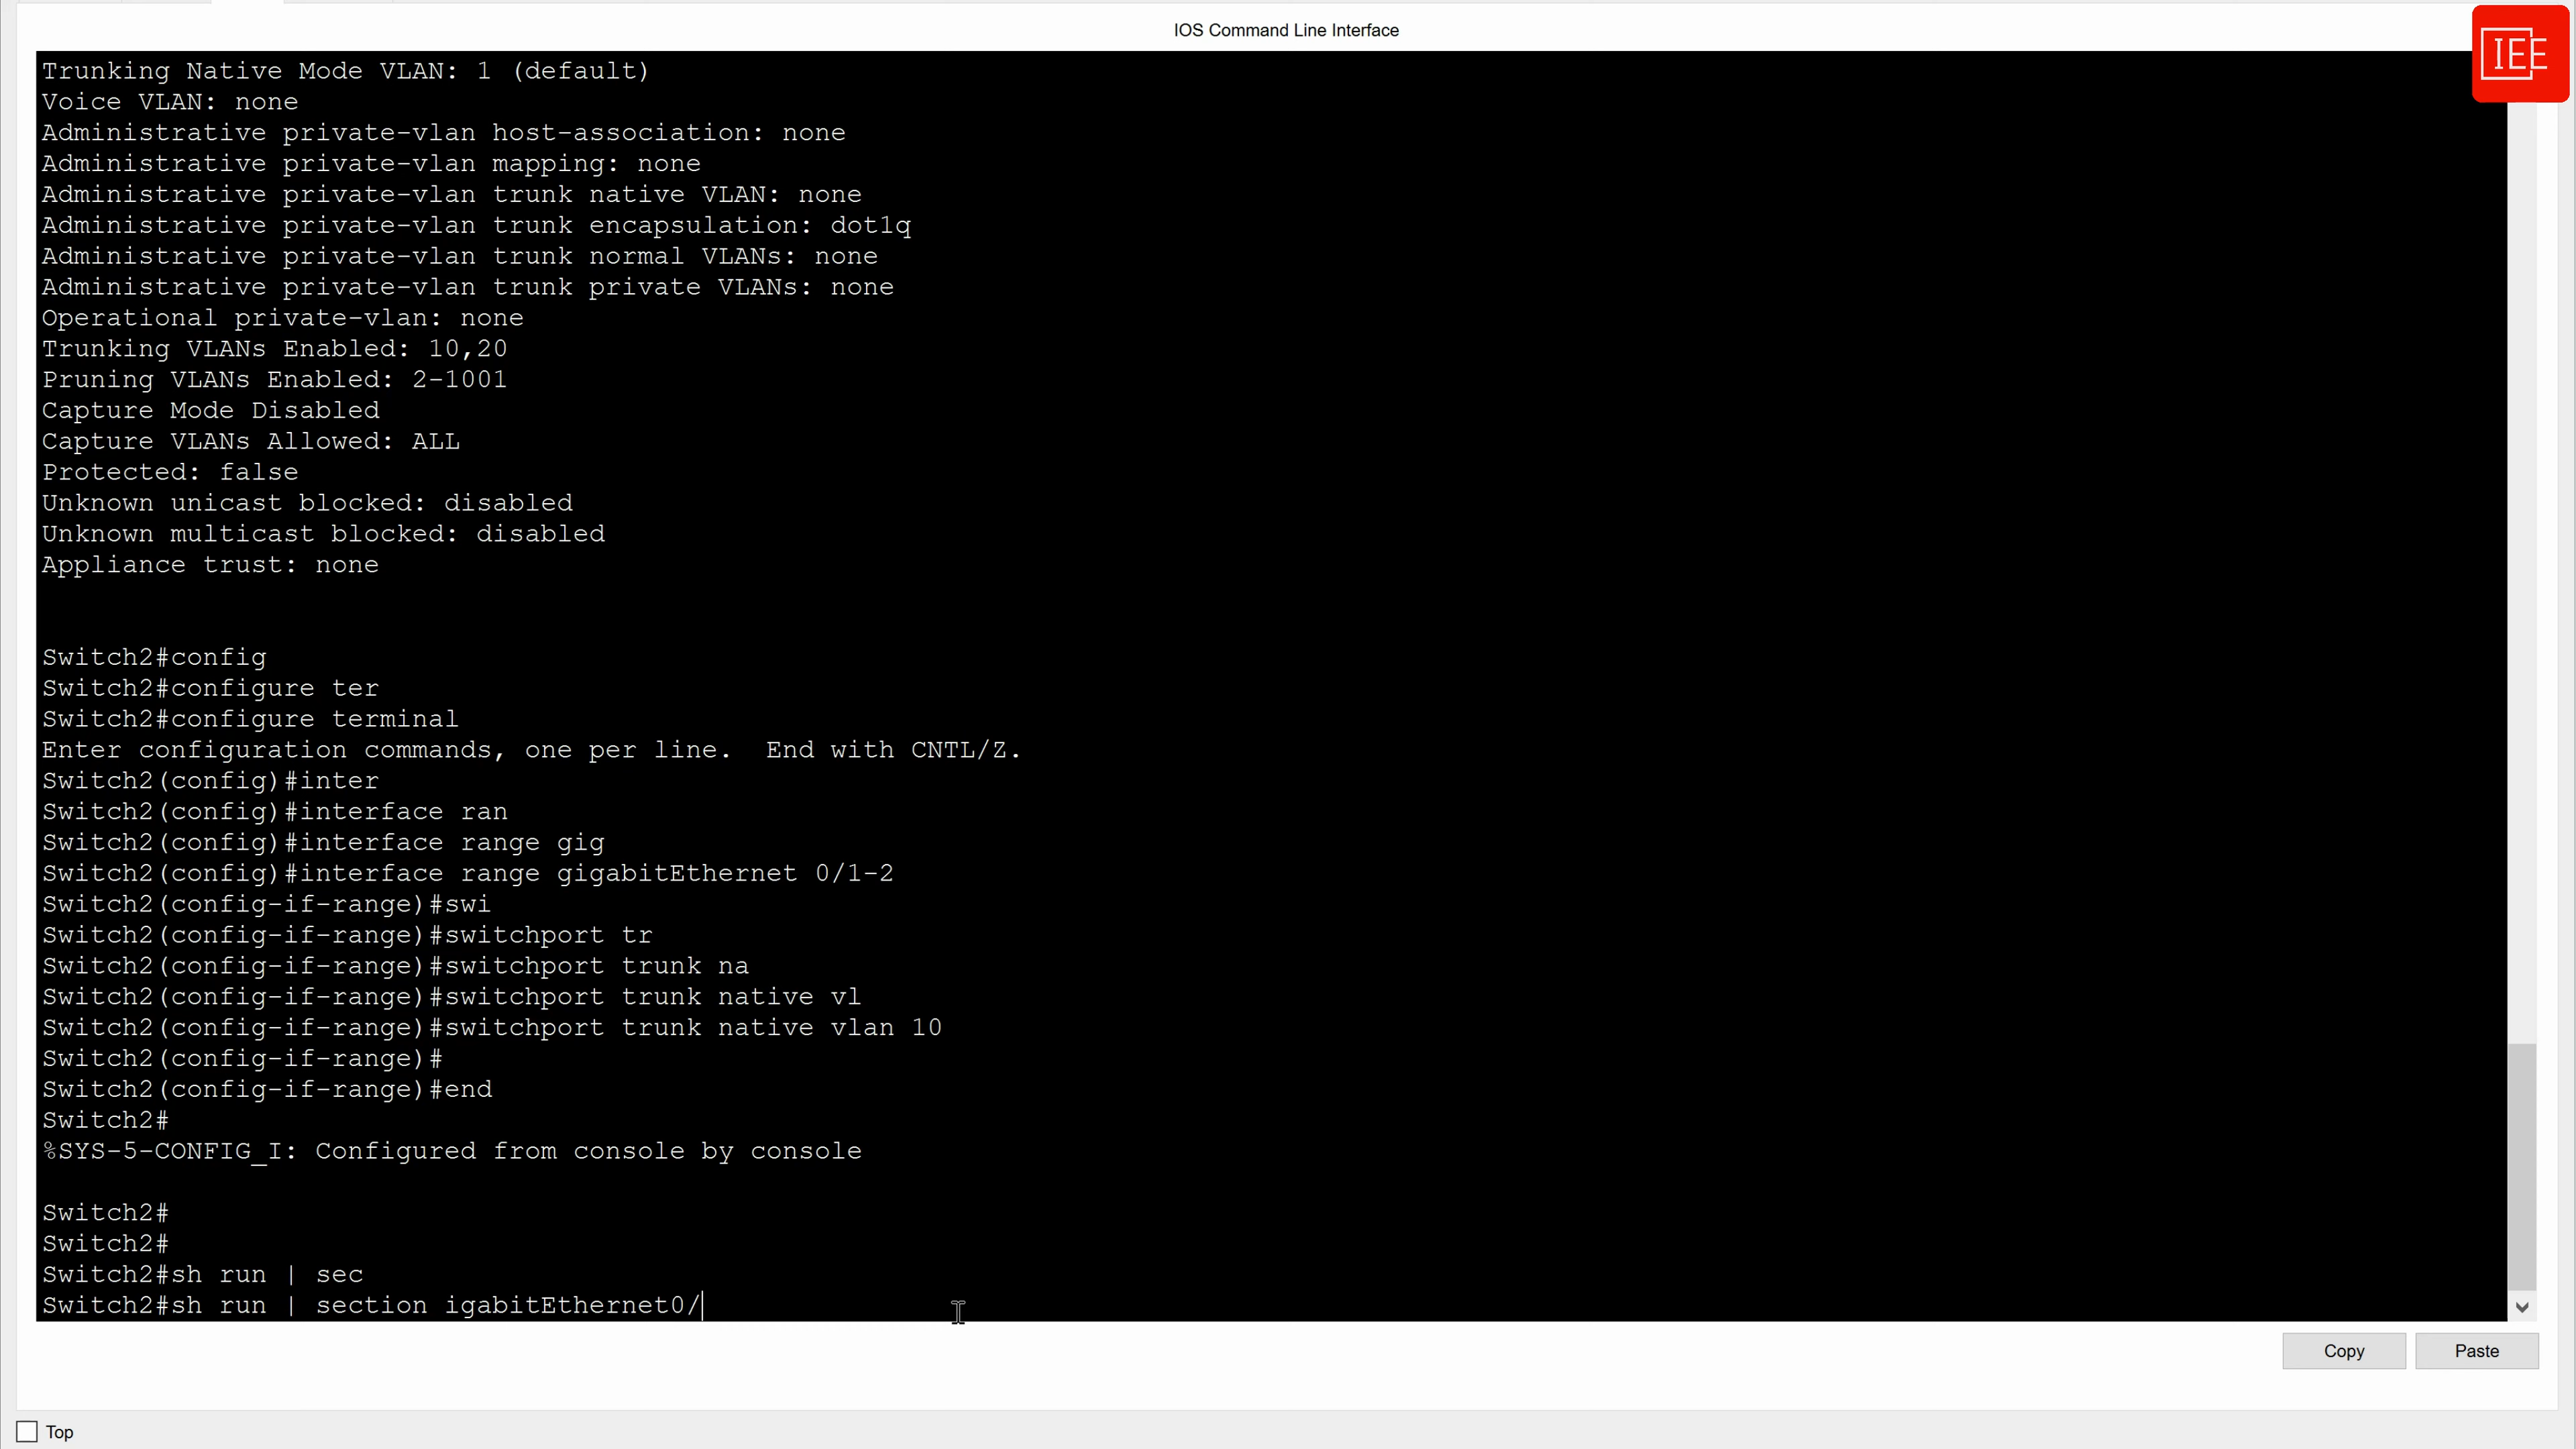 IOS Command Line Interface
IEE
Trunking Native Mode VLAN: 1 (default)
Voice VLAN: none
Administrative private-vlan host-association: none
Administrative private-vlan mapping: none
Administrative private-vlan trunk native VLAN: none
Administrative private-vlan trunk encapsulation: dot1q
Administrative private-vlan trunk normal VLANs: none
Administrative private-vlan trunk private VLANs: none
Operational private-vlan: none
Trunking VLANs Enabled: 10,20
Pruning VLANs Enabled: 2-1001
Capture Mode Disabled
Capture VLANs Allowed: ALL
Protected: false
Unknown unicast blocked: disabled
Unknown multicast blocked: disabled
Appliance trust: none
Switch2#config
Switch2#configure ter
Switch2#configure terminal
Enter configuration commands, one per line.  End with CNTL/Z.
Switch2(config)#inter
Switch2(config)#interface ran
Switch2(config)#interface range gig
Switch2(config)#interface range gigabitEthernet 0/1-2
Switch2(config-if-range)#swi
Switch2(config-if-range)#switchport tr
Switch2(config-if-range)#switchport trunk na
Switch2(config-if-range)#switchport trunk native vl
Switch2(config-if-range)#switchport trunk native vlan 10
Switch2(config-if-range)#
Switch2(config-if-range)#end
Switch2#
%SYS-5-CONFIG_I: Configured from console by console
Switch2#
Switch2#
Switch2#sh run | sec
Switch2#sh run | section igabitEthernet0/
Copy
Paste
Top